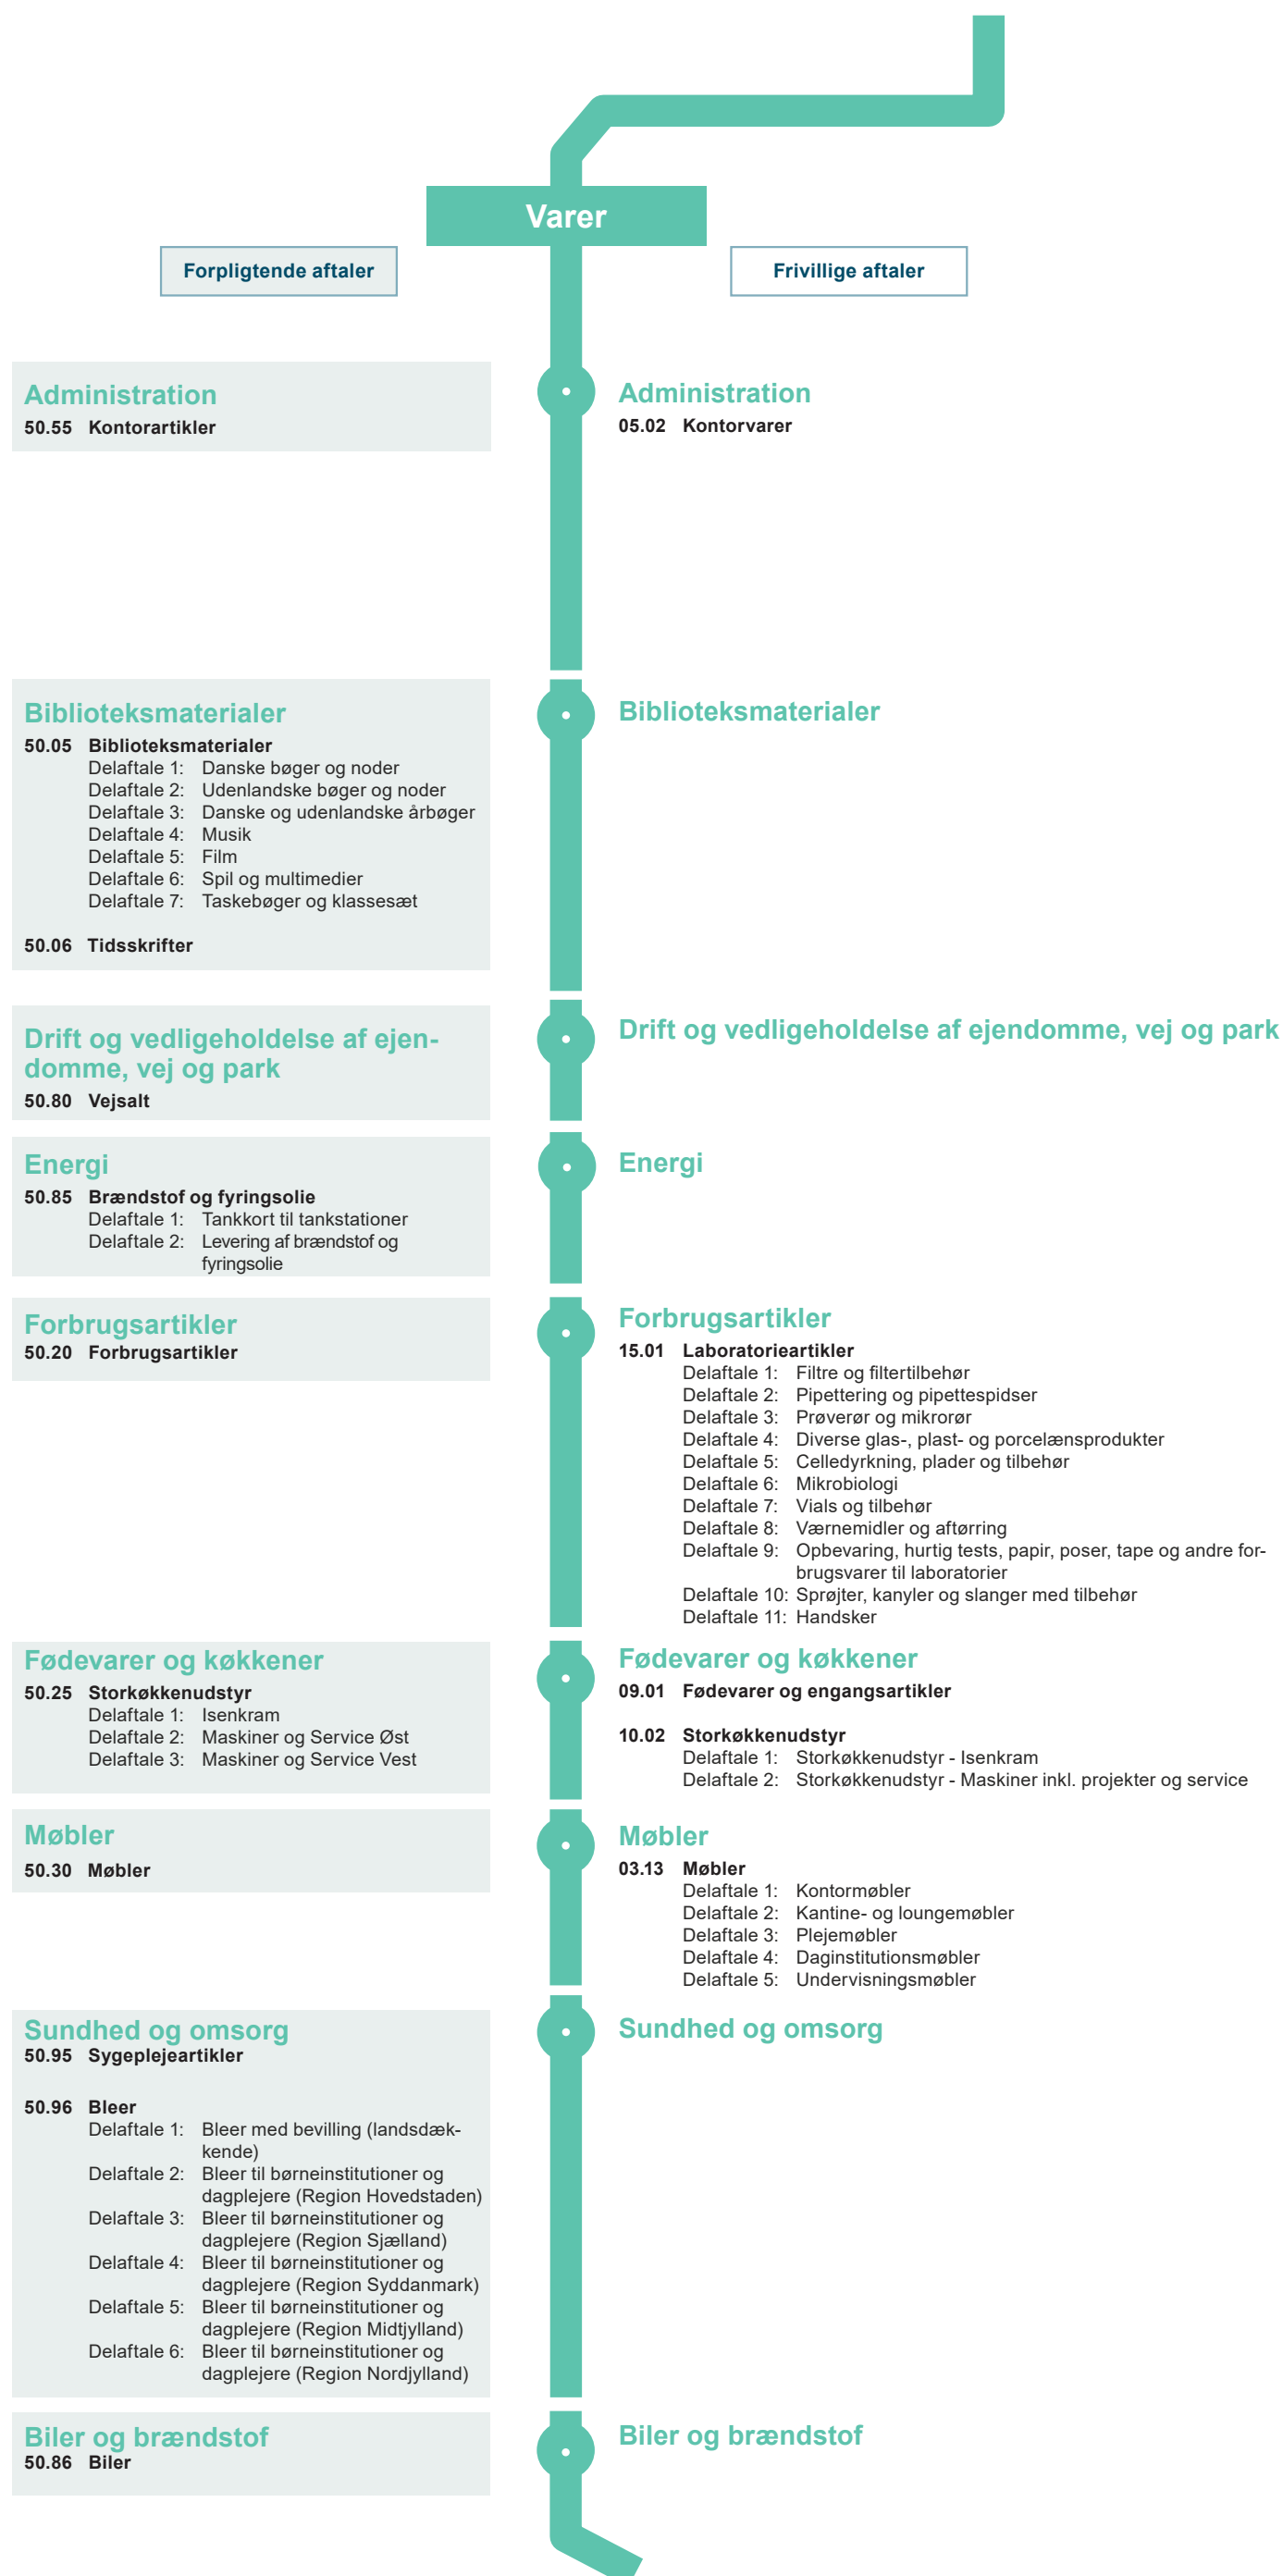 Varer
Forpligtende aftaler
Frivillige aftaler
Administration
50.55 Kontorartikler
Administration
05.02 Kontorvarer
Biblioteksmaterialer
50.05 Biblioteksmaterialer
Delaftale 1: Danske bøger og noder
Delaftale 2: Udenlandske bøger og noder
Delaftale 3: Danske og udenlandske årbøger
Delaftale 4: Musik
Delaftale 5: Film
Delaftale 6: Spil og multimedier
Delaftale 7: Taskebøger og klassesæt
50.06 Tidsskrifter
Biblioteksmaterialer
Drift og vedligeholdelse af ejen-
domme, vej og park
50.80 Vejsalt
Drift og vedligeholdelse af ejendomme, vej og park
Energi
50.85 Brændstof og fyringsolie
Delaftale 1: Tankkort til tankstationer
Delaftale 2: Levering af brændstof og
fyringsolie
Energi
Forbrugsartikler
50.20 Forbrugsartikler
Forbrugsartikler
15.01 Laboratorieartikler
Delaftale 1: Filtre og filtertilbehør
Delaftale 2: Pipettering og pipettespidser
Delaftale 3: Prøverør og mikrorør
Delaftale 4: Diverse glas-, plast- og porcelænsprodukter
Delaftale 5: Celledyrkning, plader og tilbehør
Delaftale 6: Mikrobiologi
Delaftale 7: Vials og tilbehør
Delaftale 8: Værnemidler og aftørring
Delaftale 9: Opbevaring, hurtig tests, papir, poser, tape og andre for-
brugsvarer til laboratorier
Delaftale 10: Sprøjter, kanyler og slanger med tilbehør
Delaftale 11: Handsker
Fødevarer og køkkener
50.25 Storkøkkenudstyr
Delaftale 1: Isenkram
Delaftale 2: Maskiner og Service Øst
Delaftale 3: Maskiner og Service Vest
Fødevarer og køkkener
09.01 Fødevarer og engangsartikler
10.02 Storkøkkenudstyr
Delaftale 1: Storkøkkenudstyr - Isenkram
Delaftale 2: Storkøkkenudstyr - Maskiner inkl. projekter og service
Møbler
50.30 Møbler
Møbler
03.13 Møbler
Delaftale 1: Kontormøbler
Delaftale 2: Kantine- og loungemøbler
Delaftale 3: Plejemøbler
Delaftale 4: Daginstitutionsmøbler
Delaftale 5: Undervisningsmøbler
Sundhed og omsorg
50.95 Sygeplejeartikler
50.96 Bleer
Delaftale 1: Bleer med bevilling (landsdæk-
kende)
Delaftale 2: Bleer til børneinstitutioner og
dagplejere (Region Hovedstaden)
Delaftale 3: Bleer til børneinstitutioner og
dagplejere (Region Sjælland)
Delaftale 4: Bleer til børneinstitutioner og
dagplejere (Region Syddanmark)
Delaftale 5: Bleer til børneinstitutioner og
dagplejere (Region Midtjylland)
Delaftale 6: Bleer til børneinstitutioner og
dagplejere (Region Nordjylland)
Sundhed og omsorg
Biler og brændstof
50.86 Biler
Biler og brændstof